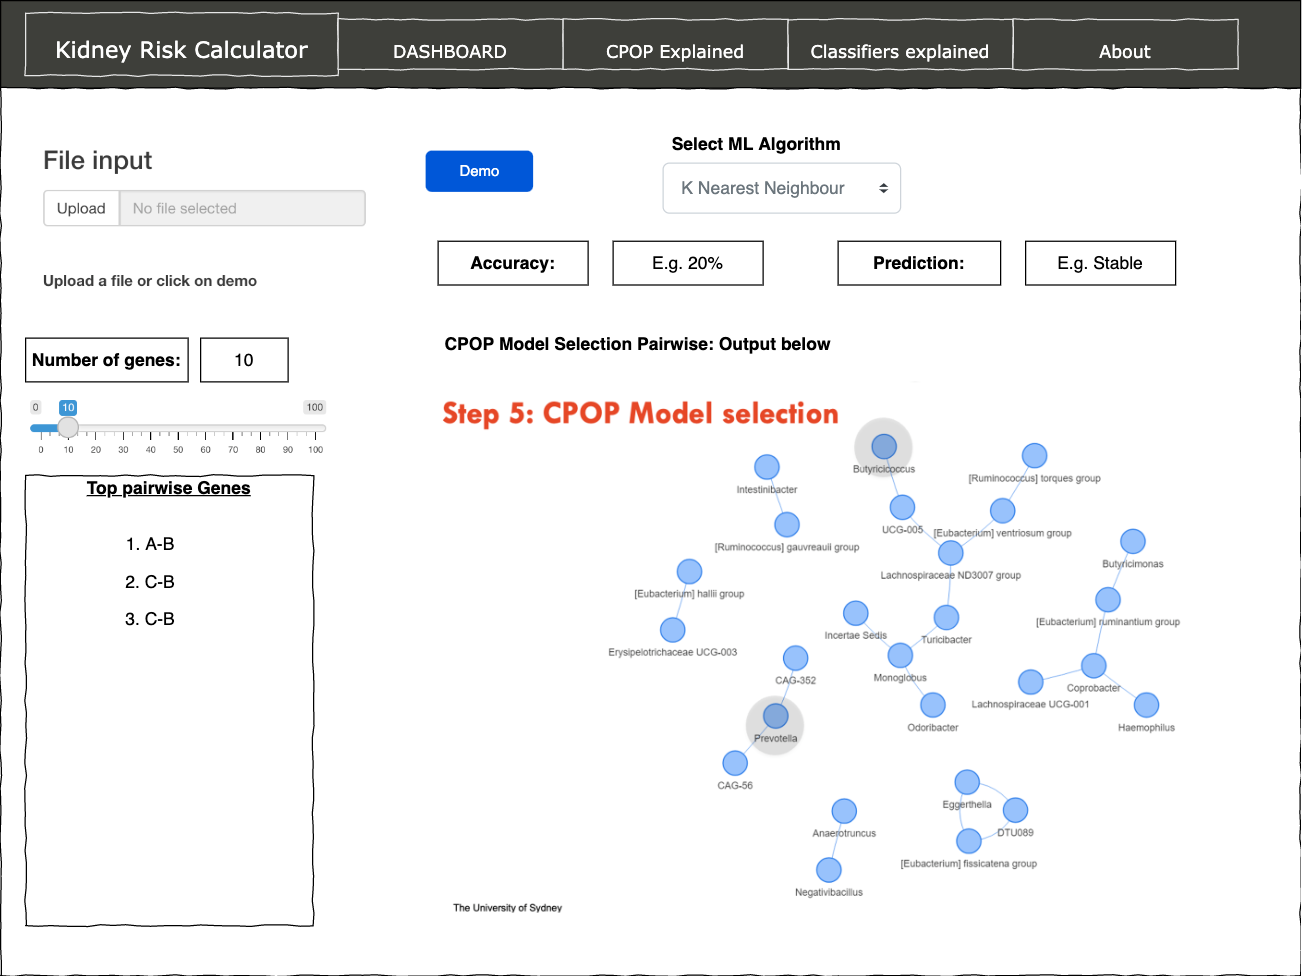 Kidney Risk Calculator
DASHBOARD
CPOP Explained
Classifiers explained
About
File input
Upload
No file selected
Upload a file or click on demo
Demo
Select ML Algorithm
K Nearest Neighbour
Accuracy:
E.g. 20%
Prediction:
E.g. Stable
Number of genes:
10
0
10
100
0 10 20 30 40 50 60 70 80 90 100
Top pairwise Genes
1. A-B
2. C-B
3. C-B
CPOP Model Selection Pairwise: Output below
Step 5: CPOP Model selection
Butyricicoccus
[Ruminococcus] torques group
Intestinibacter
UCG-005
[Eubacterium] ventriosum group
[Ruminococcus] gauvreauii group
Butyricimonas
Lachnospiraceae ND3007 group
[Eubacterium] hallii group
[Eubacterium] ruminantium group
Incertae Sedis
Turicibacter
Erysipelotrichaceae UCG-003
CAG-352
Monoglobus
Coprobacter
Lachnospiraceae UCG-001
Odoribacter
Haemophilus
Prevotella
CAG-56
Eggerthella
Anaerotruncus
DTU089
[Eubacterium] fissicatena group
Negativibacillus
The University of Sydney